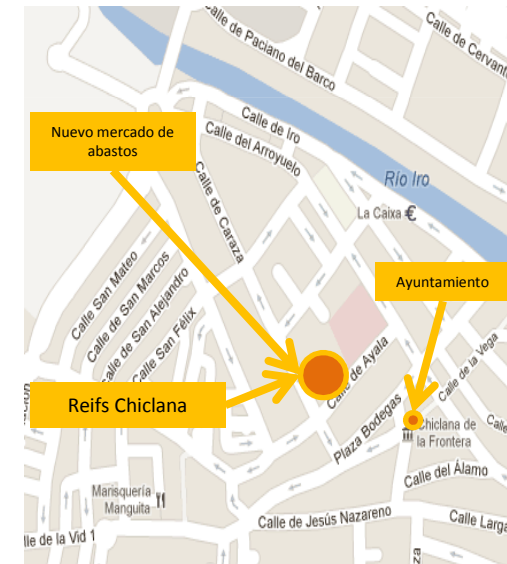 Calle de Paciano del Barco
Calle de Cervant
Nuevo mercado de
abastos
Calle de Iro
Calle del Arroyuelo
Río Iro
Calle de Caraza
La Caixa €
Ayuntamiento
Calle San Mateo
Calle de San Marcos
Calle de San Alejandro
Calle San Félix
Calle de la Vega
Calle de Ayala
Reifs Chiclana
Plaza Bodegas
Chiclana de
la Frontera
Calle
Calle del Álamo
Marisquería
Manguita
Calle de Jesús Nazareno
Calle Larga
lle de la Vid 1